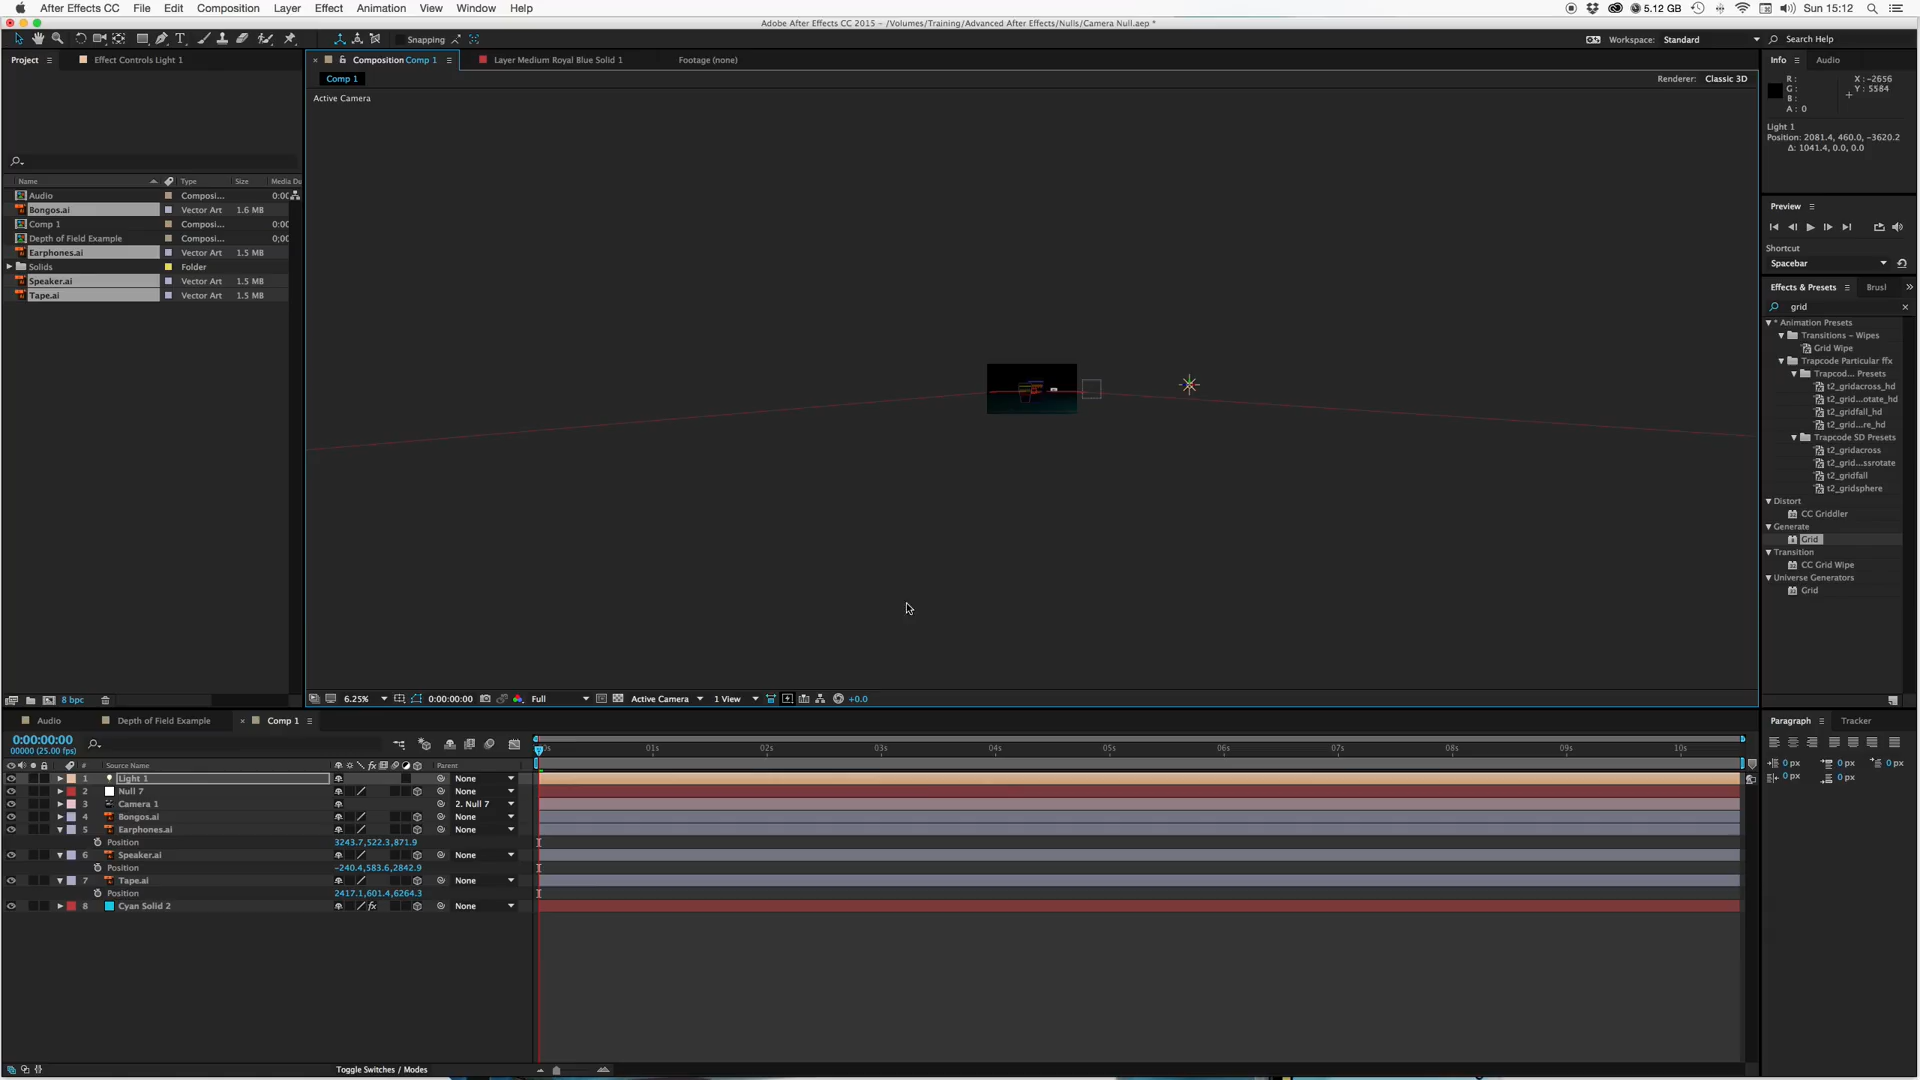 After Effects CC File Edit Composition Layer Effect Animation View Window Help 5.12 GB Sun 15:12
Adobe After Effects CC 2015 – /Volumes/Training/Advanced After Effects/Nulls/Camera Null.aep *
Snapping Workspace: Standard Search Help
Project Effect Controls Light 1 Composition Comp 1 Layer Medium Royal Blue Solid 1 Footage (none) Info Audio
Comp 1 Renderer: Classic 3D
Active Camera
R: X: -2656
G: Y: 5584
B:
A: 0
Light 1
Position: 2081.4, 460.0, -3620.2
Δ: 1041.4, 0.0, 0.0
Name Type Size Media Du
Audio Composi... 0:00
Bongos.ai Vector Art 1.6 MB
Comp 1 Composi... 0:00
Depth of Field Example Composi... 0;00
Earphones.ai Vector Art 1.5 MB
Solids Folder
Speaker.ai Vector Art 1.5 MB
Tape.ai Vector Art 1.5 MB
Preview
Shortcut
Spacebar
Effects & Presets Brusl
grid
* Animation Presets
Transitions – Wipes
Grid Wipe
Trapcode Particular ffx
Trapcod... Presets
t2_gridacross_hd
t2_grid...otate_hd
t2_gridfall_hd
t2_grid...re_hd
Trapcode SD Presets
t2_gridacross
t2_grid...ssrotate
t2_gridfall
t2_gridsphere
Distort
CC Griddler
Generate
Grid
Transition
CC Grid Wipe
Universe Generators
Grid
8 bpc 6.25% 0:00:00:00 Full Active Camera 1 View +0.0
Audio Depth of Field Example Comp 1
0:00:00:00
00000 (25.00 fps)
01s 02s 03s 04s 05s 06s 07s 08s 09s 10s
# Source Name Parent
1 Light 1 None
2 Null 7 None
3 Camera 1 2. Null 7
4 Bongos.ai None
5 Earphones.ai None
Position 3243.7,522.3,871.9
6 Speaker.ai None
Position -240.4,583.6,2842.9
7 Tape.ai None
Position 2417.1,601.4,6264.3
8 Cyan Solid 2 None
Toggle Switches / Modes
Paragraph Tracker
0 px 0 px 0 px
0 px 0 px